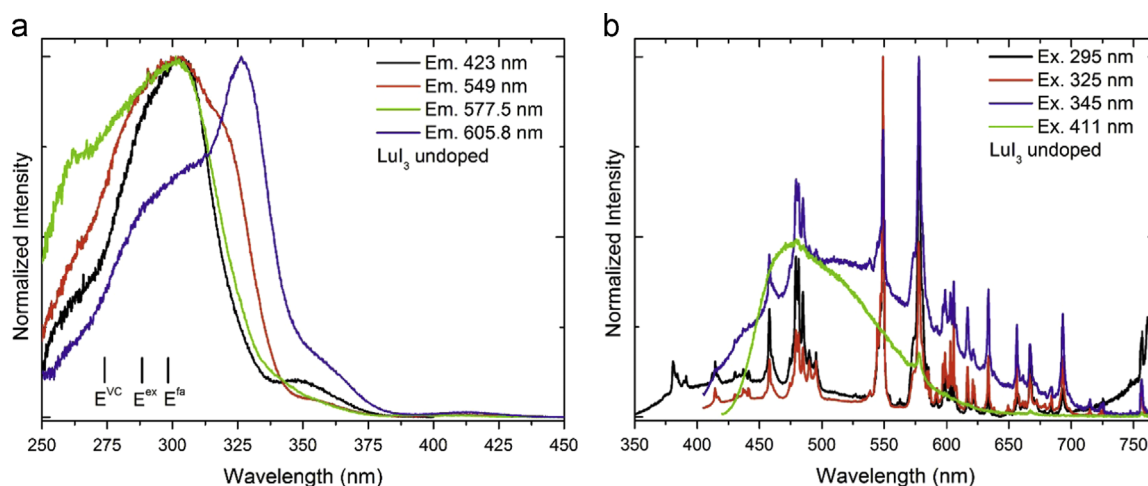 a
Em. 423 nm
Em. 549 nm
Em. 577.5 nm
Em. 605.8 nm
LuI₃ undoped
Normalized Intensity
E^VC E^ex E^fa
250 275 300 325 350 375 400 425 450
Wavelength (nm)
b
Ex. 295 nm
Ex. 325 nm
Ex. 345 nm
Ex. 411 nm
LuI₃ undoped
Normalized Intensity
350 400 450 500 550 600 650 700 750
Wavelength (nm)